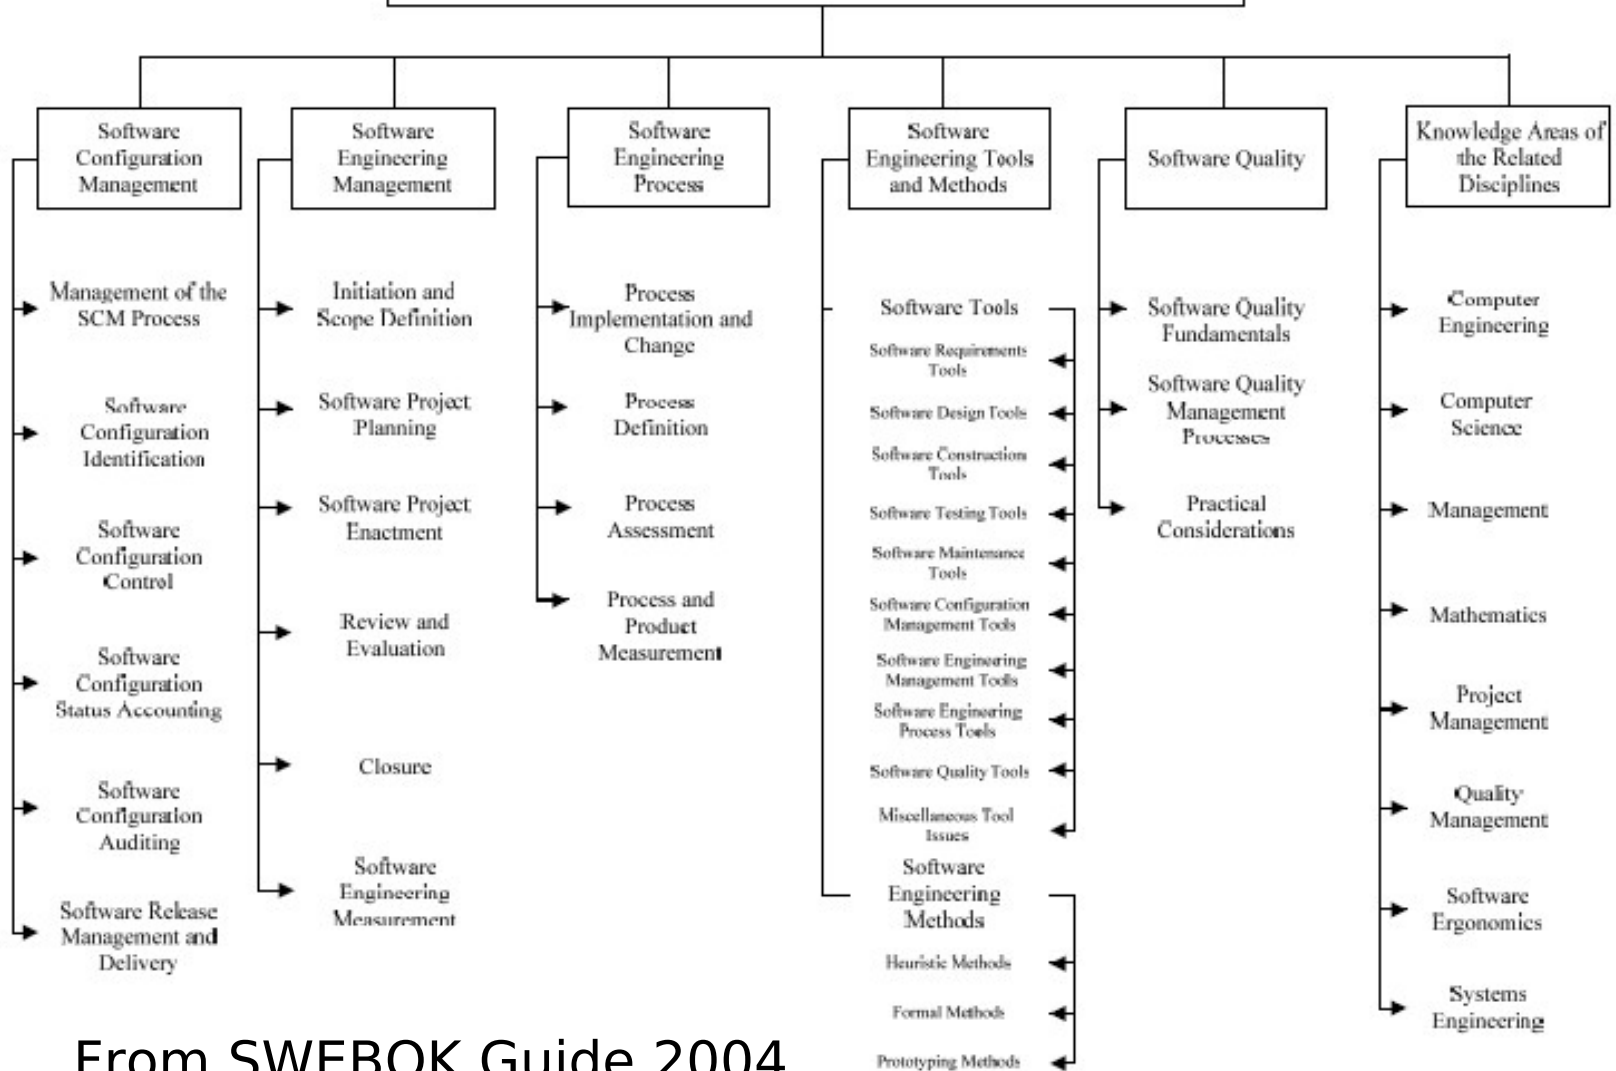 Software
Configuration
Management
Management of the
SCM Process
Software
Configuration
Identification
Software
Configuration
Control
Software
Configuration
Status Accounting
Software
Configuration
Auditing
Software Release
Management and
Delivery
Software
Engineering
Management
Initiation and
Scope Definition
Software Project
Planning
Software Project
Enactment
Review and
Evaluation
Closure
Software
Engineering
Measurement
Software
Engineering
Process
Process
Implementation and
Change
Process
Definition
Process
Assessment
Process and
Product
Measurement
Software
Engineering Tools
and Methods
Software Tools
Software Requirements
Tools
Software Design Tools
Software Construction
Tools
Software Testing Tools
Software Maintenance
Tools
Software Configuration
Management Tools
Software Engineering
Management Tools
Software Engineering
Process Tools
Software Quality Tools
Miscellaneous Tool
Issues
Software
Engineering
Methods
Heuristic Methods
Formal Methods
Prototyping Methods
Software Quality
Software Quality
Fundamentals
Software Quality
Management
Processes
Practical
Considerations
Knowledge Areas of
the Related
Disciplines
Computer
Engineering
Computer
Science
Management
Mathematics
Project
Management
Quality
Management
Software
Ergonomics
Systems
Engineering
From SWEBOK Guide 2004